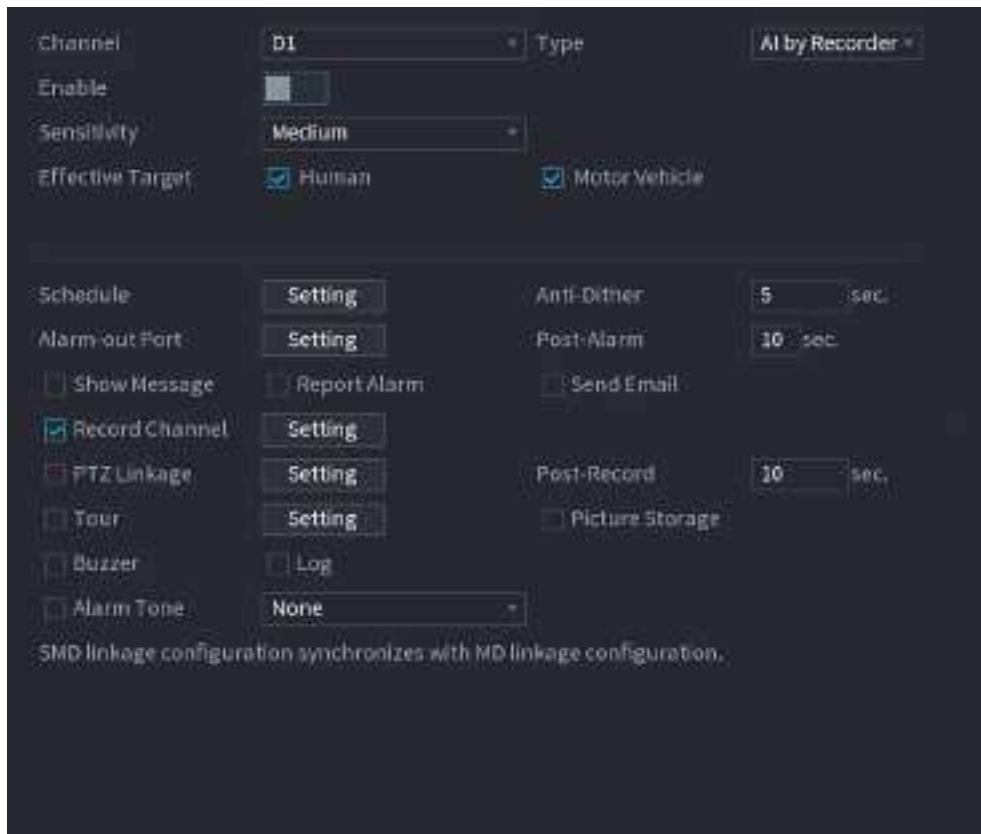 Channel D1 Type AI by Recorder
Enable
Sensitivity Medium
Effective Target Human Motor Vehicle
Schedule Setting Anti-Dither 5 sec.
Alarm-out Port Setting Post-Alarm 10 sec.
Show Message Report Alarm Send Email
Record Channel Setting
PTZ Linkage Setting Post-Record 10 sec.
Tour Setting Picture Storage
Buzzer Log
Alarm Tone None
SMD linkage configuration synchronizes with MD linkage configuration.